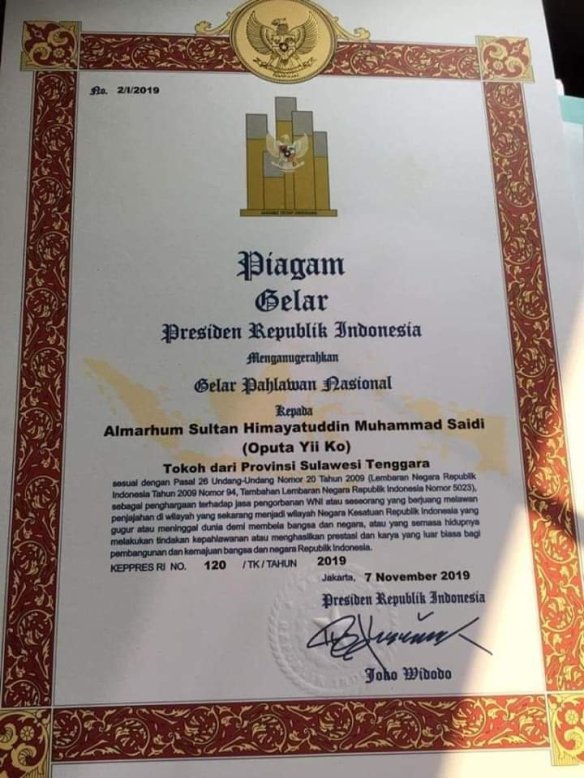 No. 2/I/2019
Piagam
Gelar
Presiden Republik Indonesia
Menganugerahkan
Gelar Pahlawan Nasional
Kepada
Almarhum Sultan Himayatuddin Muhammad Saidi
(Oputa Yii Ko)
Tokoh dari Provinsi Sulawesi Tenggara
sesuai dengan Pasal 26 Undang-Undang Nomor 20 Tahun 2009 (Lembaran Negara Republik
Indonesia Tahun 2009 Nomor 94, Tambahan Lembaran Negara Republik Indonesia Nomor 5023),
sebagai penghargaan terhadap jasa pengorbanan WNI atau seseorang yang berjuang melawan
penjajahan di wilayah yang sekarang menjadi wilayah Negara Kesatuan Republik Indonesia yang
gugur atau meninggal dunia demi membela bangsa dan negara, atau yang semasa hidupnya
melakukan tindakan kepahlawanan atau menghasilkan prestasi dan karya yang luar biasa bagi
pembangunan dan kemajuan bangsa dan negara Republik Indonesia.
KEPPRES RI NO. 120 /TK/TAHUN 2019
Jakarta, 7 November 2019
Presiden Republik Indonesia
Joko Widodo